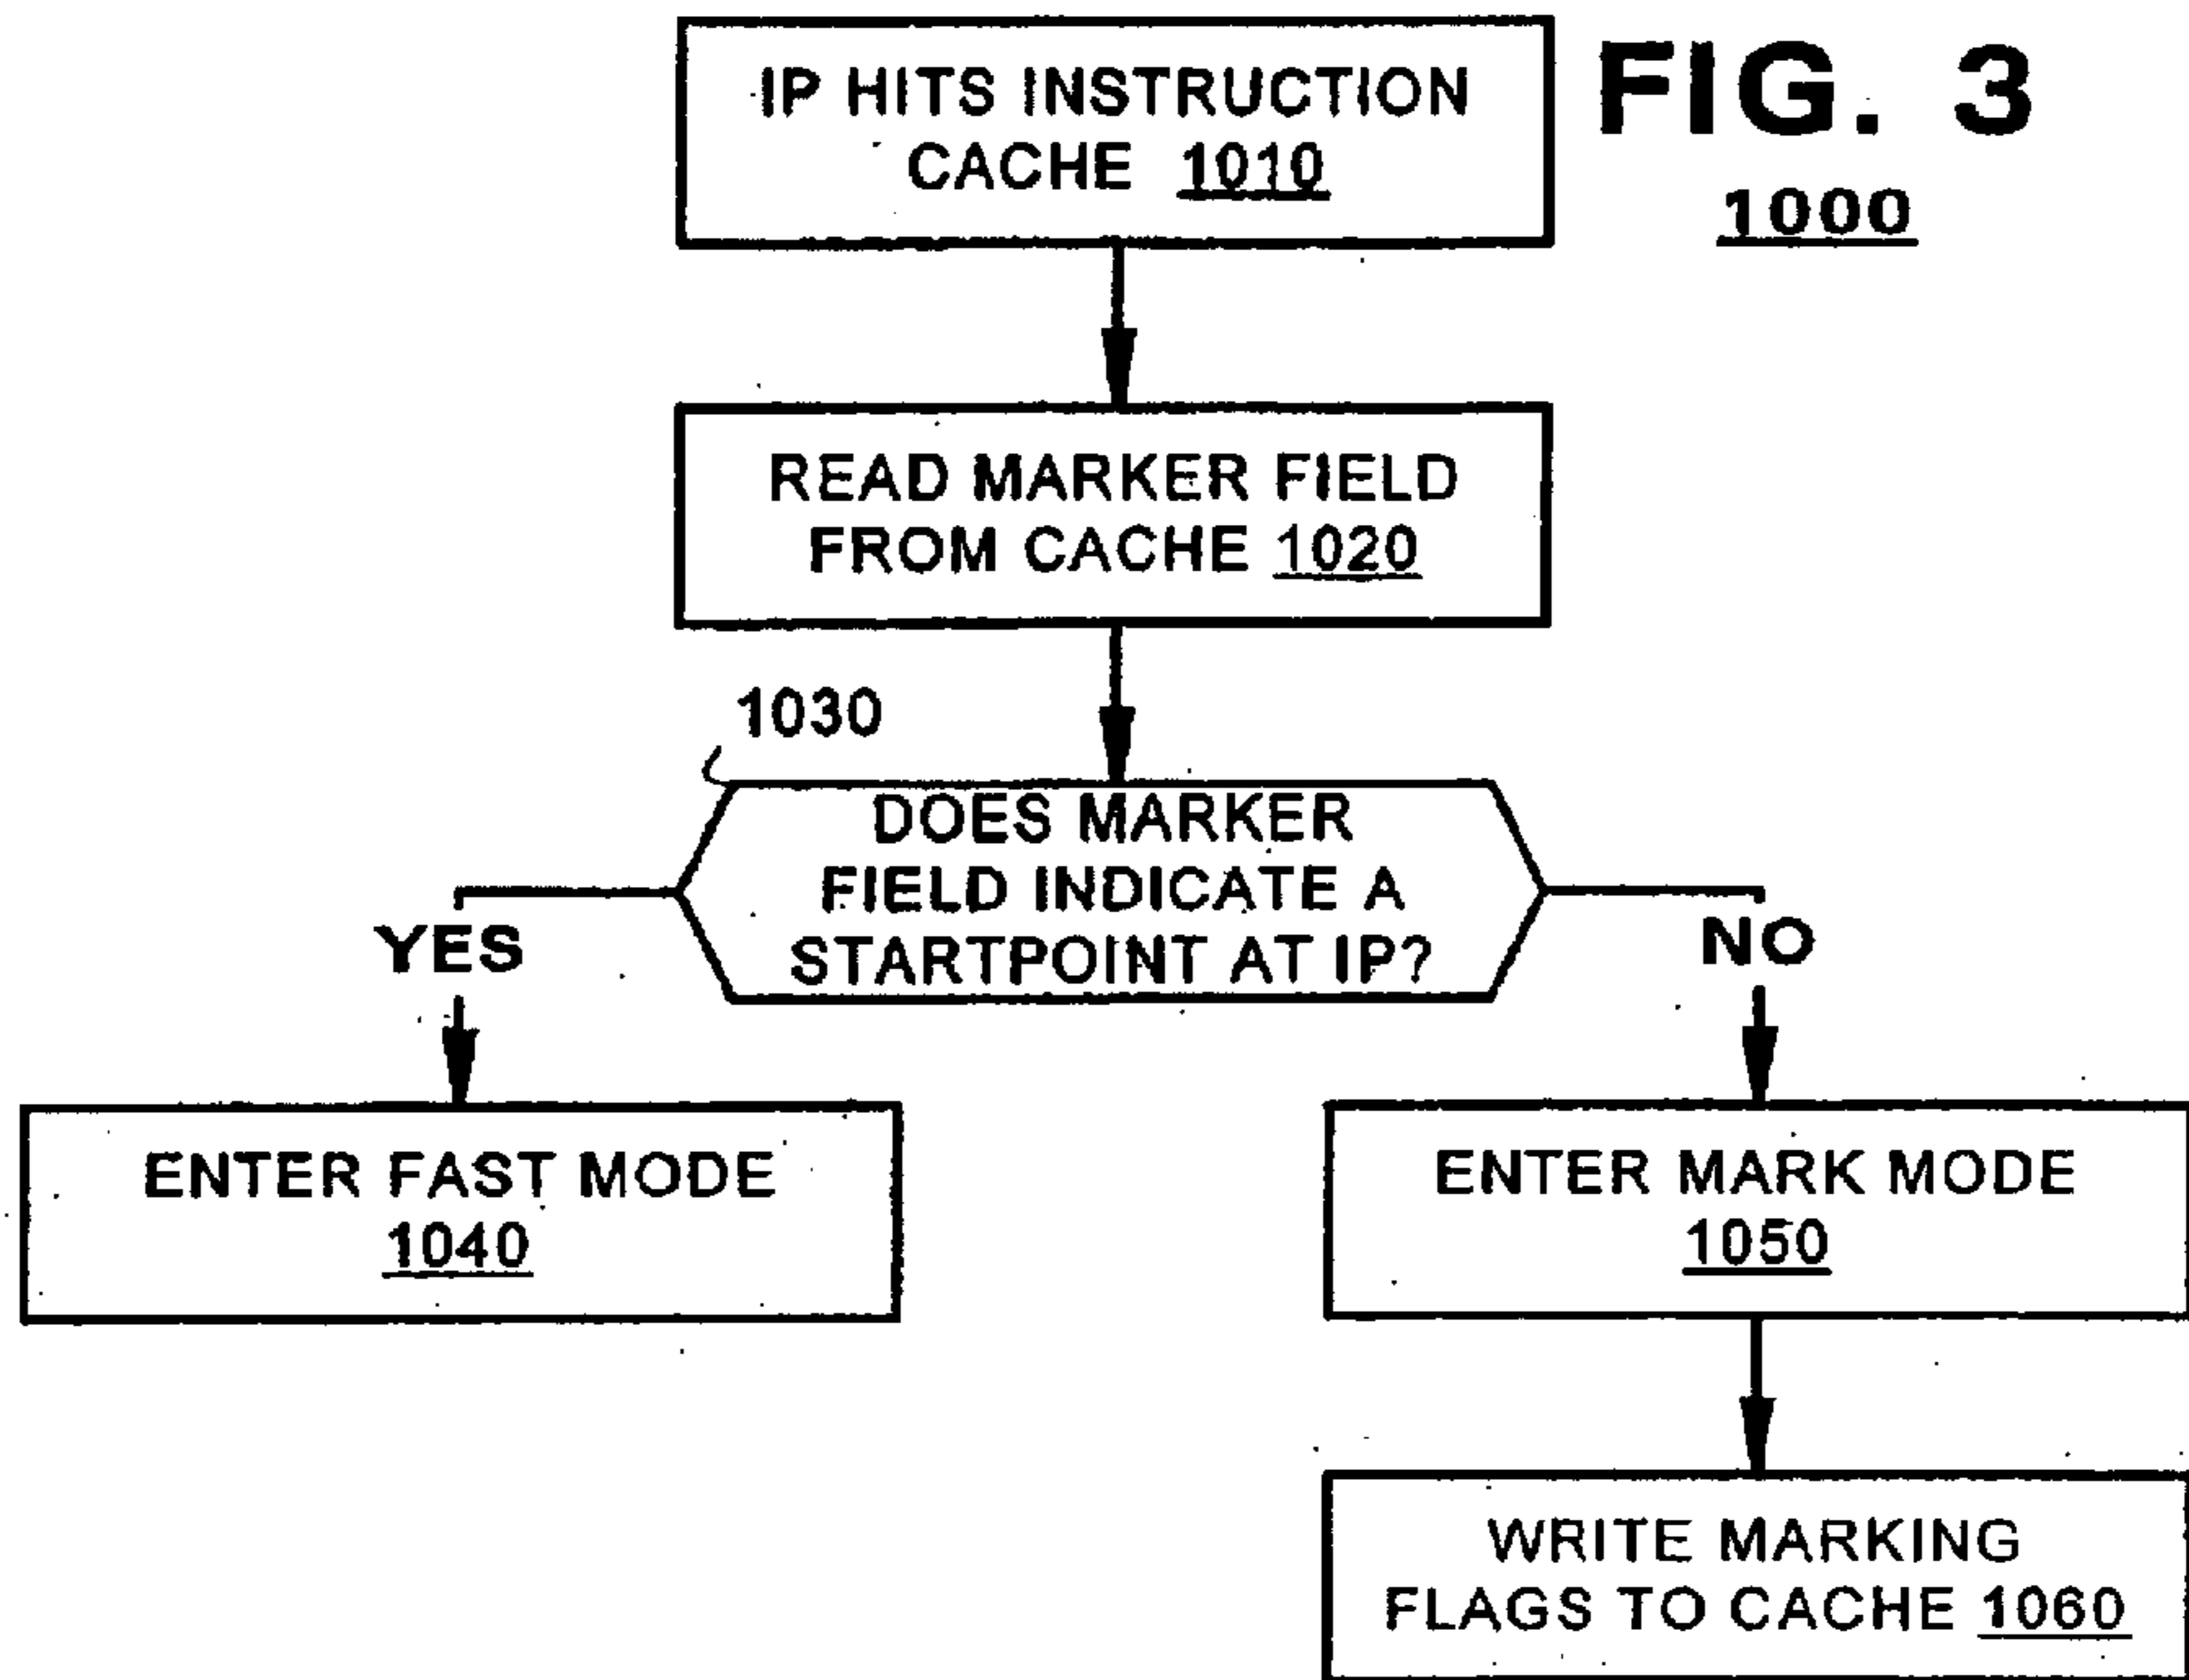 FIG. 3
1000
IP HITS INSTRUCTION
CACHE 1010
READ MARKER FIELD
FROM CACHE 1020
1030
DOES MARKER
FIELD INDICATE A
STARTPOINT AT IP?
YES
NO
ENTER FAST MODE
1040
ENTER MARK MODE
1050
WRITE MARKING
FLAGS TO CACHE 1060